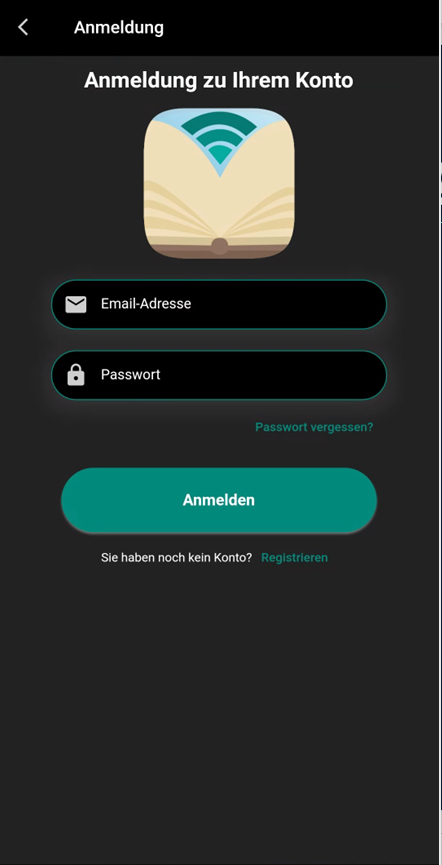 Anmeldung
Anmeldung zu Ihrem Konto
Email-Adresse
Passwort
Passwort vergessen?
Anmelden
Sie haben noch kein Konto? Registrieren